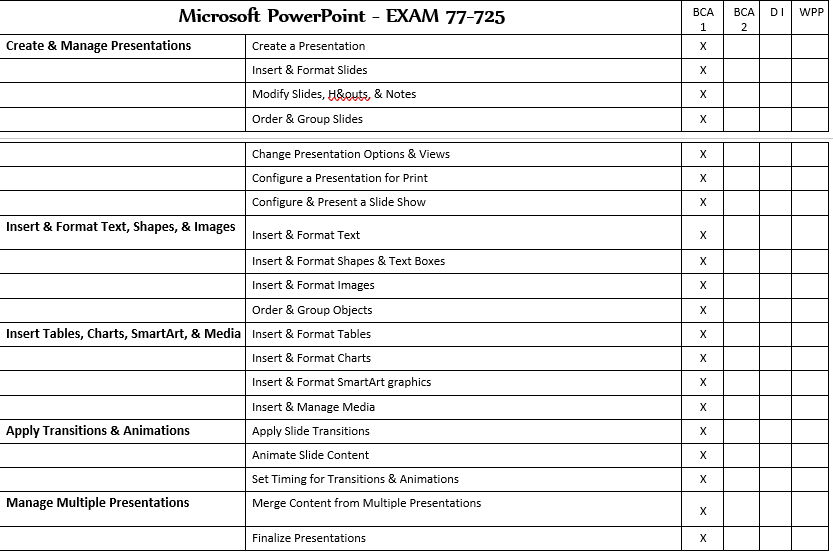 Microsoft PowerPoint - EXAM 77-725 BCA 1 BCA 2 D I WPP
Create & Manage Presentations Create a Presentation X
Insert & Format Slides X
Modify Slides, H&outs, & Notes X
Order & Group Slides X
Change Presentation Options & Views X
Configure a Presentation for Print X
Configure & Present a Slide Show X
Insert & Format Text, Shapes, & Images Insert & Format Text X
Insert & Format Shapes & Text Boxes X
Insert & Format Images X
Order & Group Objects X
Insert Tables, Charts, SmartArt, & Media Insert & Format Tables X
Insert & Format Charts X
Insert & Format SmartArt graphics X
Insert & Manage Media X
Apply Transitions & Animations Apply Slide Transitions X
Animate Slide Content X
Set Timing for Transitions & Animations X
Manage Multiple Presentations Merge Content from Multiple Presentations X
Finalize Presentations X